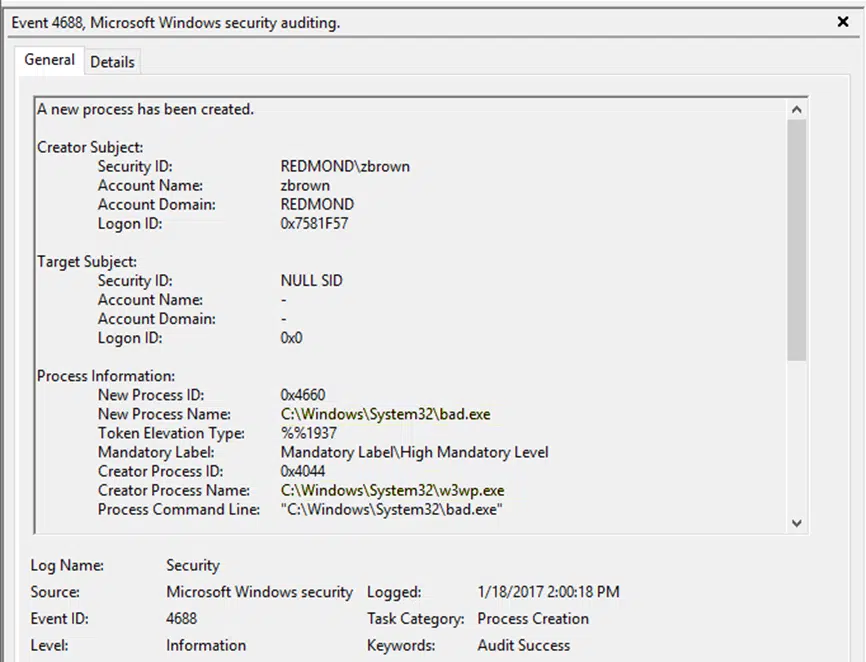 Event 4688, Microsoft Windows security auditing.
General Details
A new process has been created.
Creator Subject:
Security ID: REDMOND\zbrown
Account Name: zbrown
Account Domain: REDMOND
Logon ID: 0x7581F57
Target Subject:
Security ID: NULL SID
Account Name: -
Account Domain: -
Logon ID: 0x0
Process Information:
New Process ID: 0x4660
New Process Name: C:\Windows\System32\bad.exe
Token Elevation Type: %%1937
Mandatory Label: Mandatory Label\High Mandatory Level
Creator Process ID: 0x4044
Creator Process Name: C:\Windows\System32\w3wp.exe
Process Command Line: "C:\Windows\System32\bad.exe"
Log Name: Security
Source: Microsoft Windows security Logged: 1/18/2017 2:00:18 PM
Event ID: 4688 Task Category: Process Creation
Level: Information Keywords: Audit Success